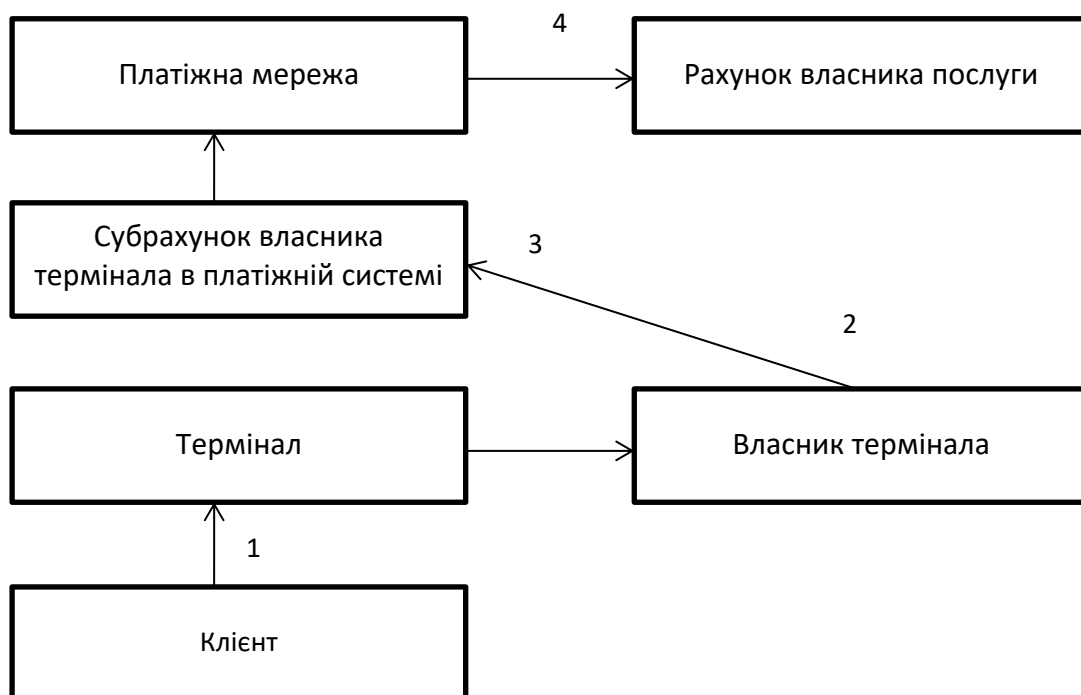 4
Платіжна мережа
Рахунок власника послуги
Субрахунок власника
термінала в платіжній системі
3
2
Термінал
Власник термінала
1
Клієнт